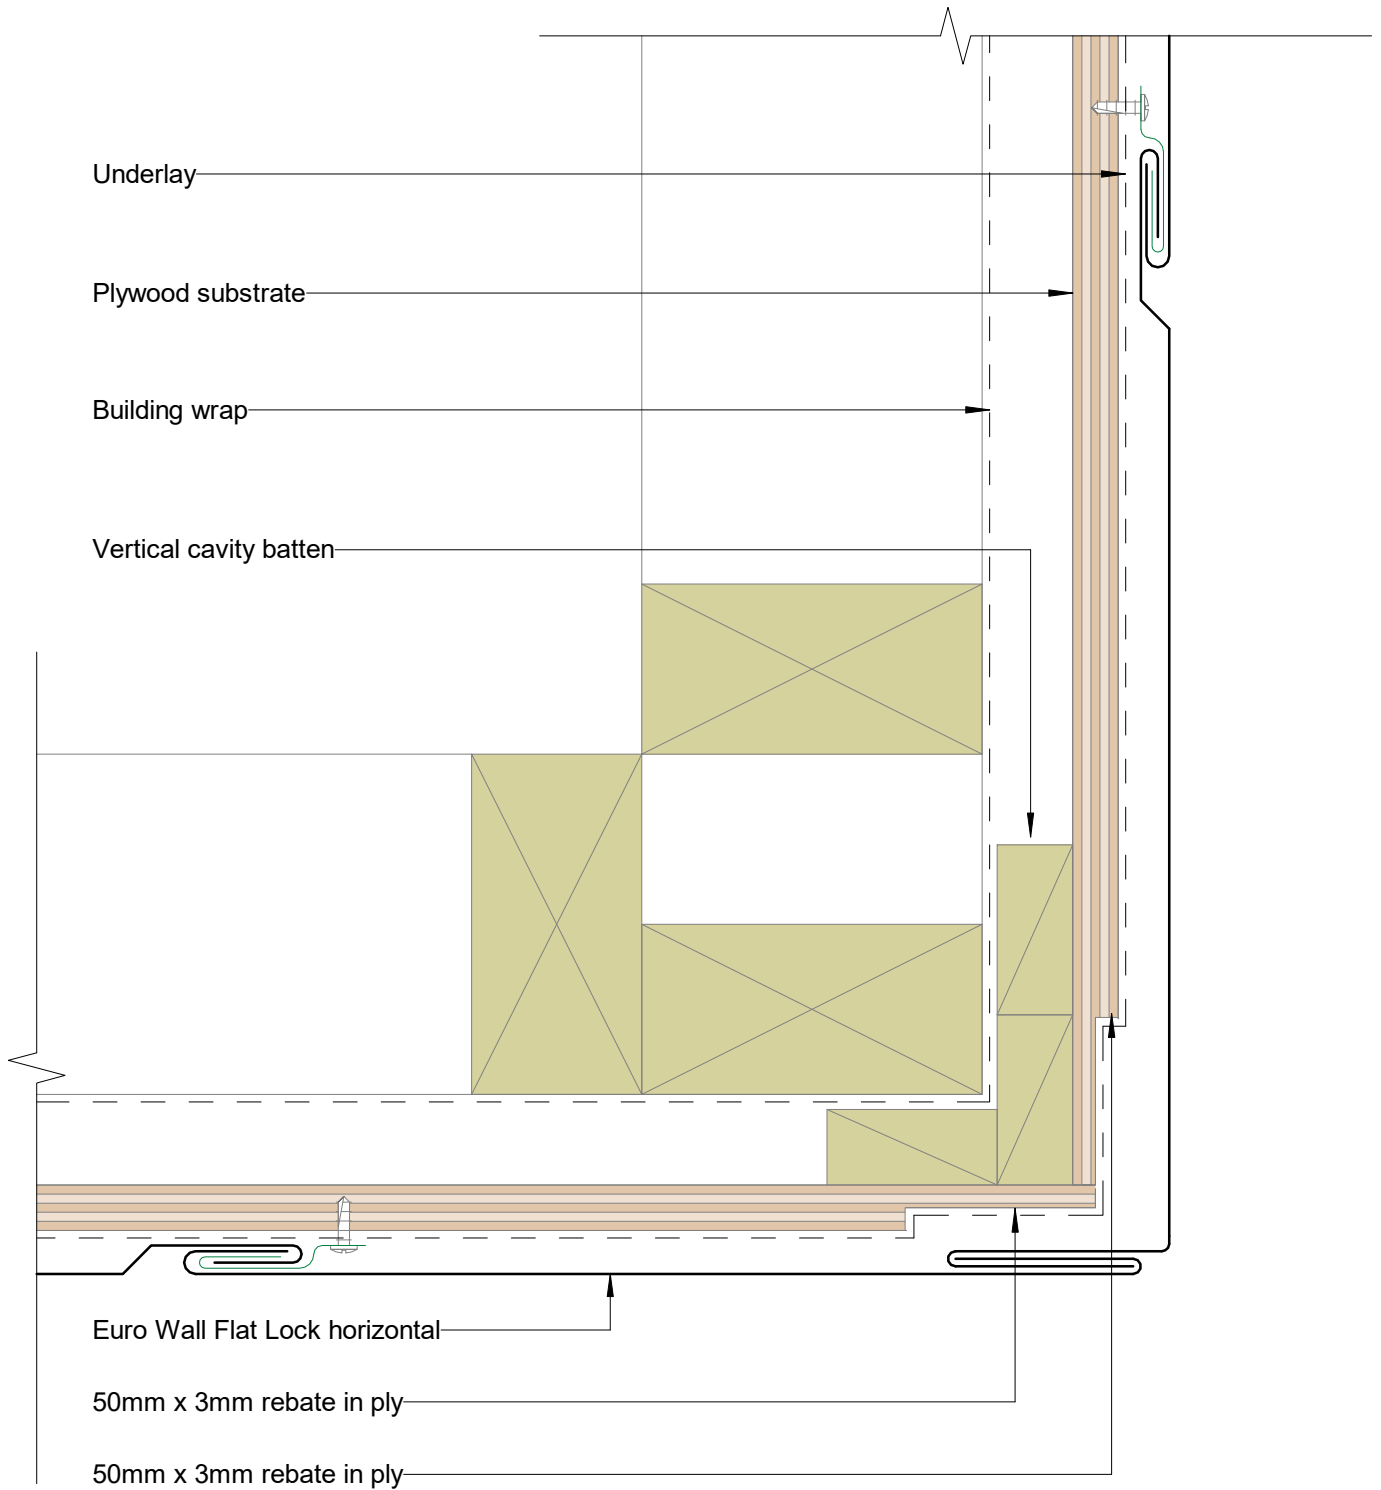 Underlay
Plywood substrate
Building wrap
Vertical cavity batten
Euro Wall Flat Lock horizontal
50mm x 3mm rebate in ply
50mm x 3mm rebate in ply